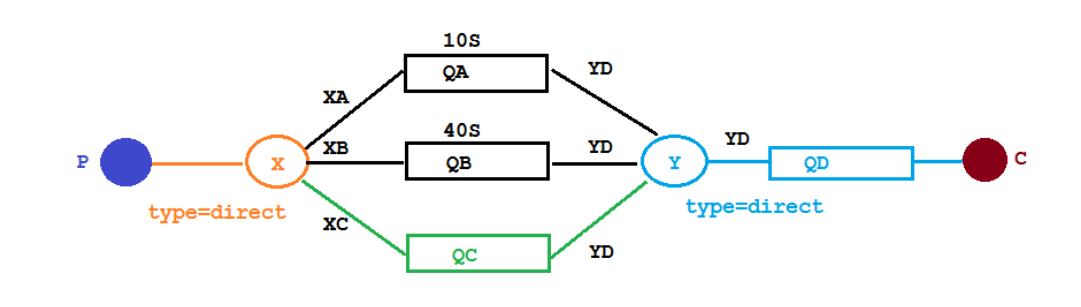 10S
QA
YD
XA
40S
XB
YD
YD
P
X
QB
Y
QD
C
type=direct
type=direct
XC
QC
YD